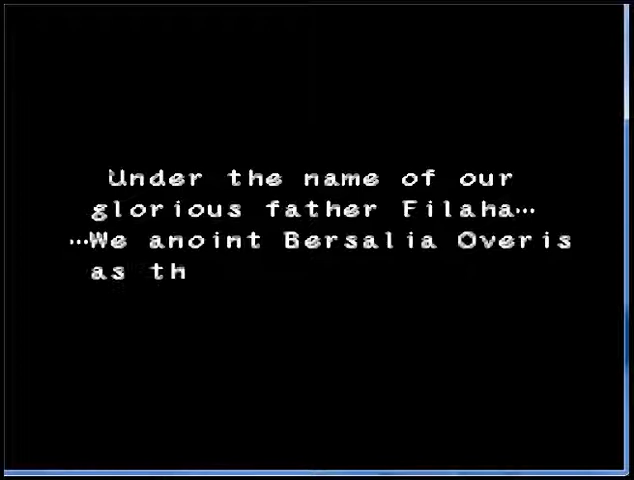 Under the name of our
glorious father Filaha…
…We anoint Bersalia Overis
as th